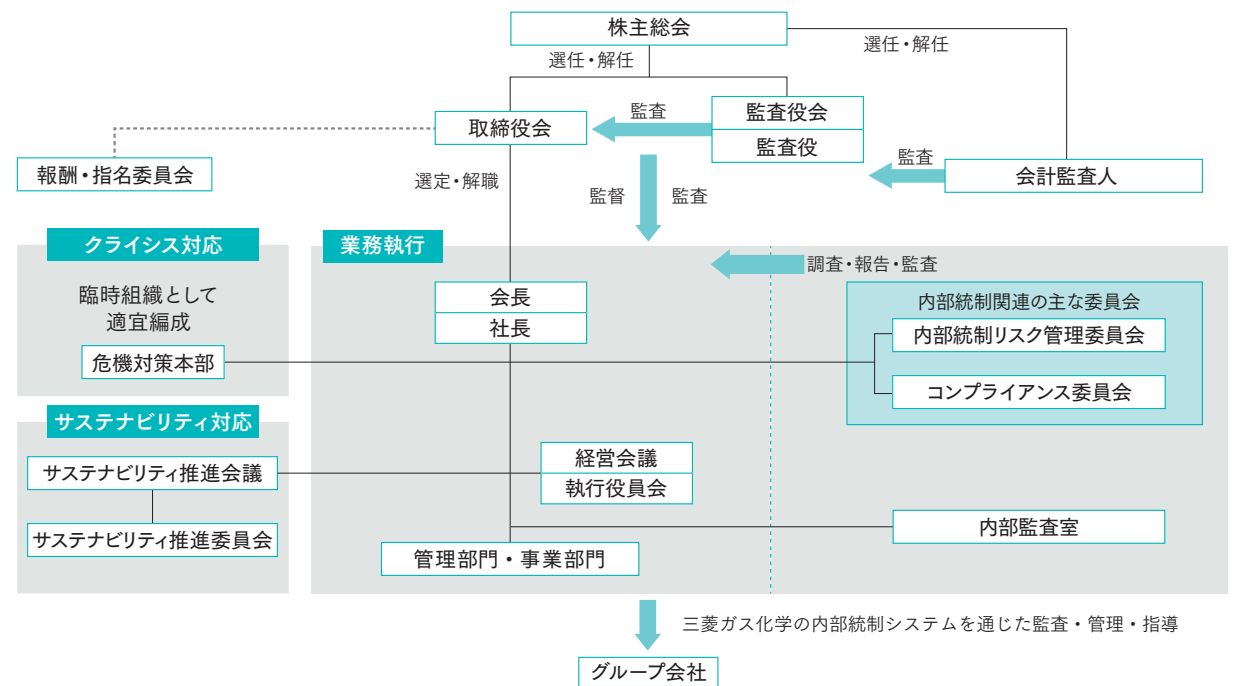 株主総会
選任・解任
選任・解任
取締役会
監査
監査役会
監査役
監査
会計監査人
報酬・指名委員会
選定・解職
監督
監査
クライシス対応
臨時組織として
適宜編成
危機対策本部
業務執行
調査・報告・監査
会長
社長
内部統制関連の主な委員会
内部統制リスク管理委員会
コンプライアンス委員会
サステナビリティ対応
サステナビリティ推進会議
サステナビリティ推進委員会
経営会議
執行役員会
内部監査室
管理部門・事業部門
三菱ガス化学の内部統制システムを通じた監査・管理・指導
グループ会社